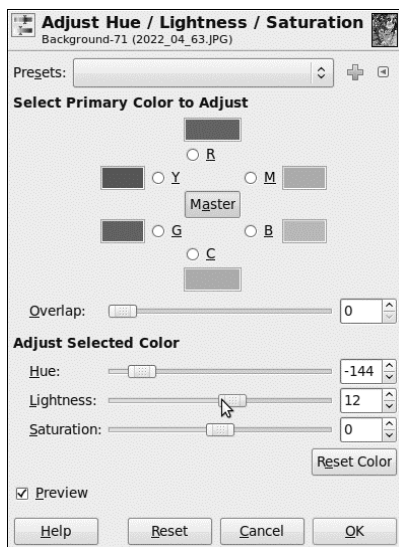 Adjust Hue / Lightness / Saturation
Background-71 (2022_04_63.JPG)
Presets:
Select Primary Color to Adjust
R
Y M
Master
G B
C
Overlap: 0
Adjust Selected Color
Hue: -144
Lightness: 12
Saturation: 0
Reset Color
Preview
Help Reset Cancel OK